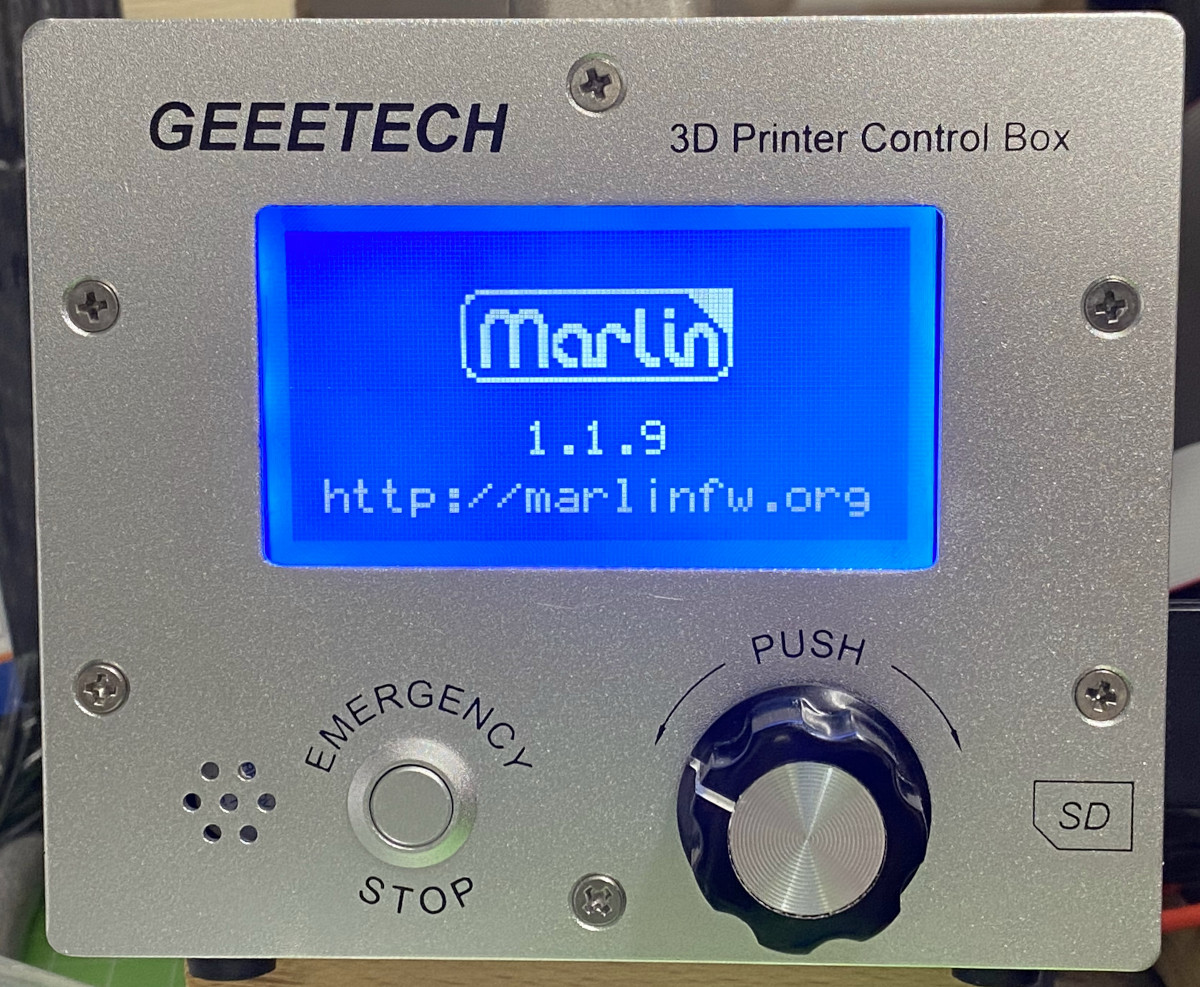 GEEETECH
3D Printer Control Box
Marlin
1.1.9
http://marlinfw.org
PUSH
EMERGENCY
STOP
SD